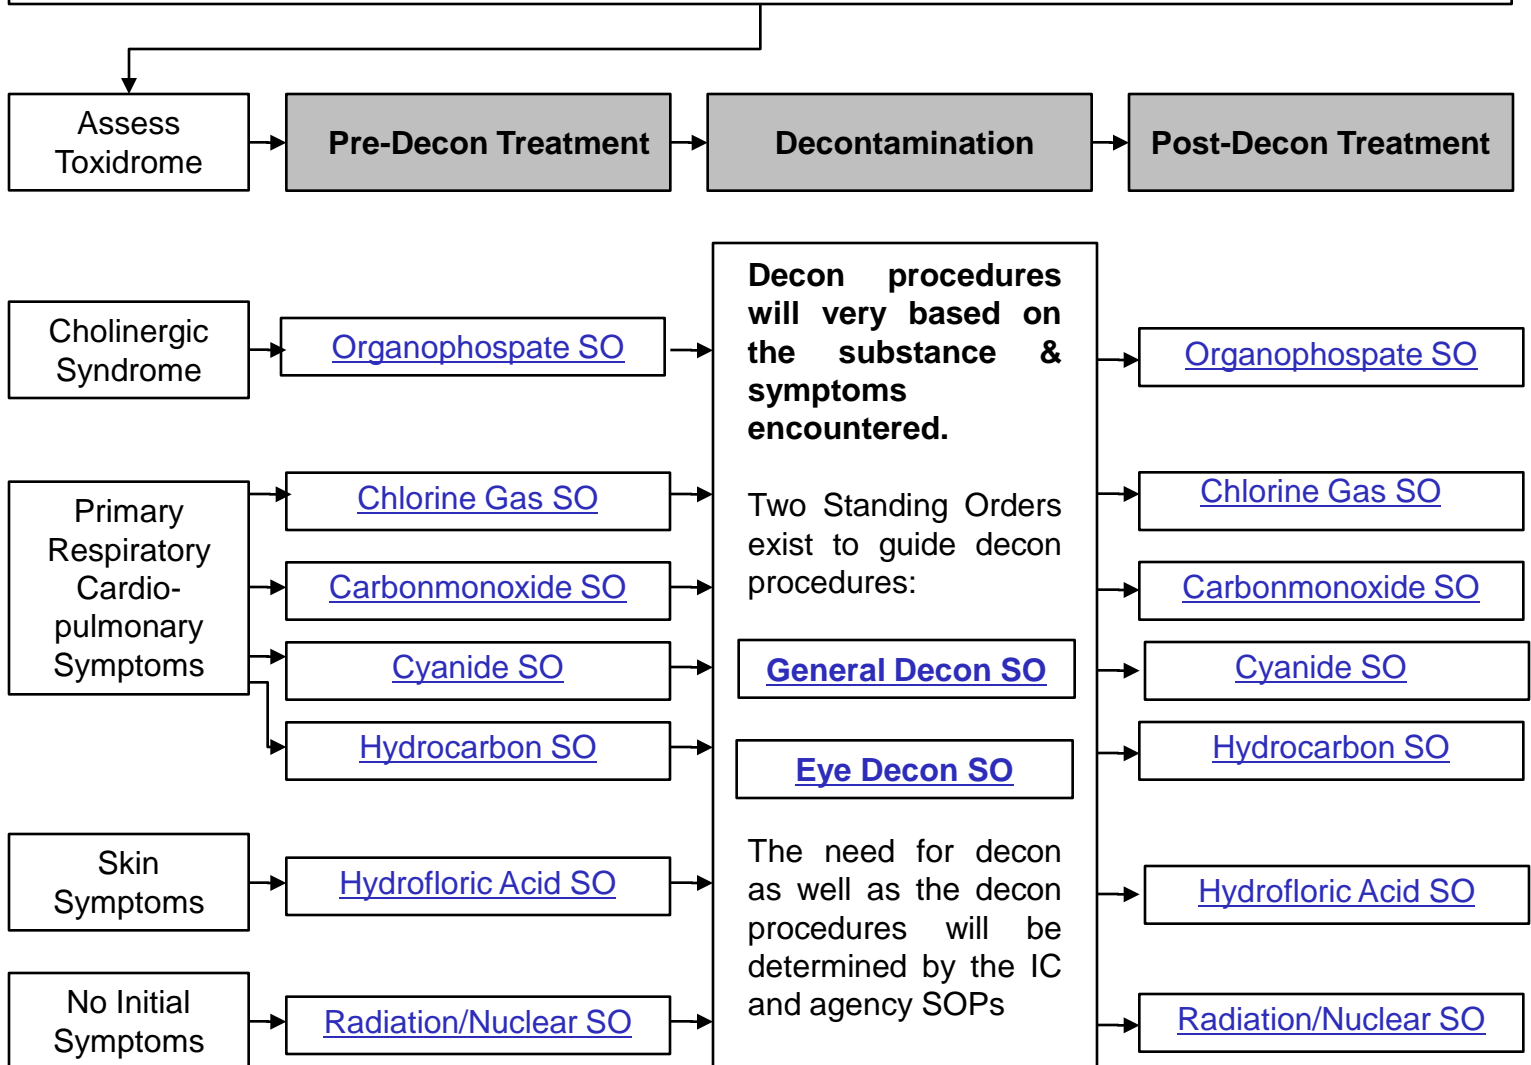 Assess
Toxidrome
Pre-Decon Treatment
Decontamination
Post-Decon Treatment
Cholinergic
Syndrome
Organophospate SO
Primary
Respiratory
Cardio-
pulmonary
Symptoms
Chlorine Gas SO
Carbonmonoxide SO
Cyanide SO
Hydrocarbon SO
Skin
Symptoms
Hydrofloric Acid SO
No Initial
Symptoms
Radiation/Nuclear SO
Decon procedures
will very based on
the substance &
symptoms
encountered.
Two Standing Orders
exist to guide decon
procedures:
General Decon SO
Eye Decon SO
The need for decon
as well as the decon
procedures will be
determined by the IC
and agency SOPs
Organophospate SO
Chlorine Gas SO
Carbonmonoxide SO
Cyanide SO
Hydrocarbon SO
Hydrofloric Acid SO
Radiation/Nuclear SO